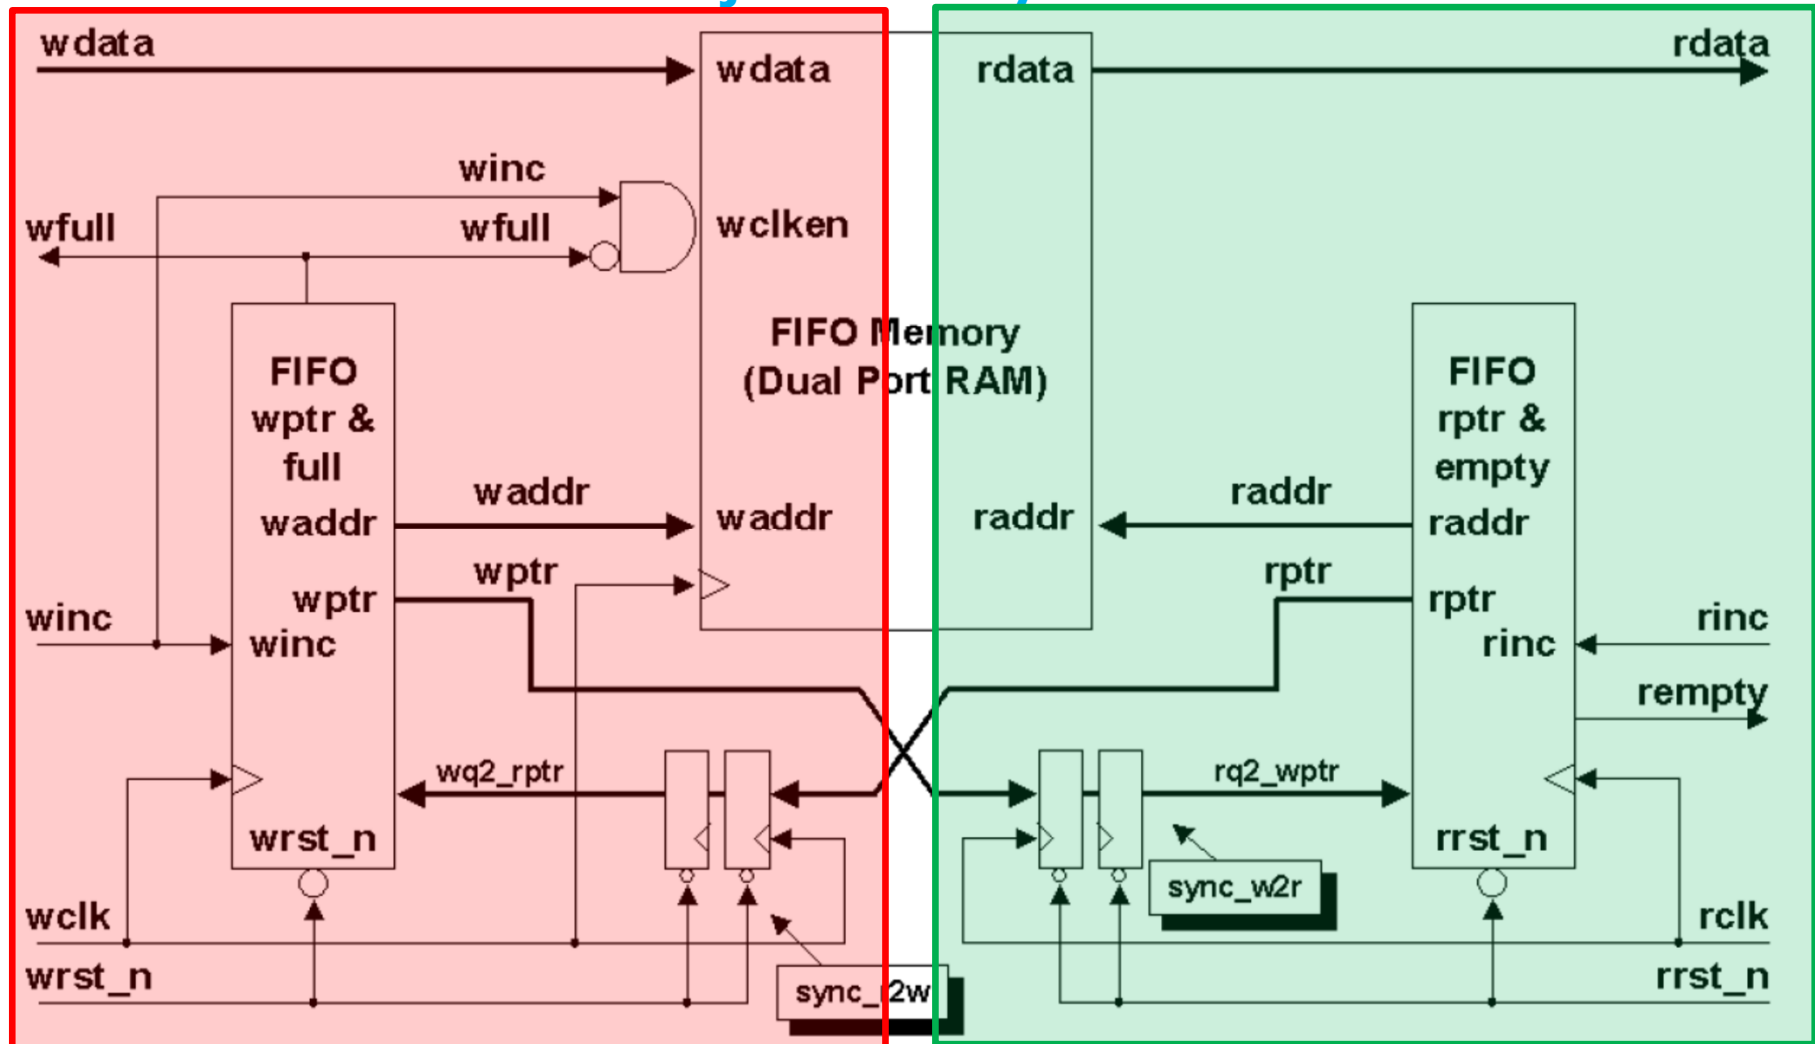 wdata
wdata
rdata
rdata
winc
wfull
wfull
wclken
FIFO Memory
(Dual Port RAM)
FIFO
wptr &
full
waddr
wptr
winc
wrst_n
waddr
waddr
wptr
winc
raddr
raddr
rptr
FIFO
rptr &
empty
raddr
rptr
rinc
rrst_n
rinc
rempty
wq2_rptr
rq2_wptr
sync_w2r
wclk
wrst_n
sync_r2w
rclk
rrst_n